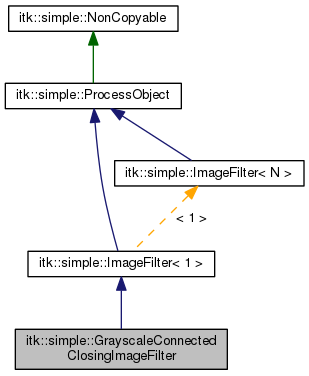 itk::simple::NonCopyable
itk::simple::ProcessObject
itk::simple::ImageFilter< N >
< 1 >
itk::simple::ImageFilter< 1 >
itk::simple::GrayscaleConnected
ClosingImageFilter